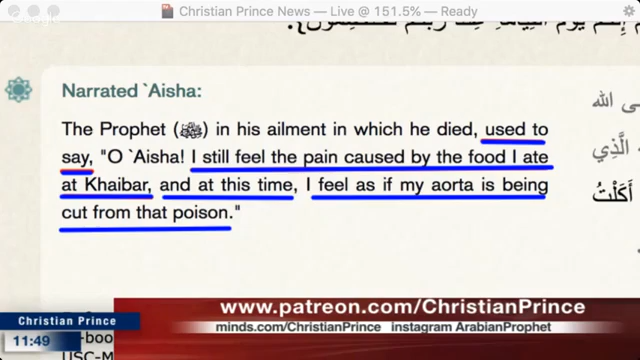 Christian Prince News — Live @ 151.5% — Ready
Narrated `Aisha:
The Prophet (ﷺ) in his ailment in which he died, used to
say, "O `Aisha! I still feel the pain caused by the food I ate
at Khaibar, and at this time, I feel as if my aorta is being
cut from that poison."
ى الله
الَّذِي
أَكَلْتُ
www.patreon.com/ChristianPrince
Christian Prince
minds.com/ChristianPrince instagram ArabianProphet
11:49
USC-M